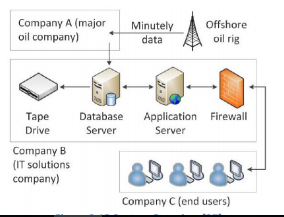 Company A (major
oil company)
Minutely
data
Offshore
oil rig
Tape
Drive
Database
Server
Application
Server
Firewall
Company B
(IT solutions
company)
Company C (end users)